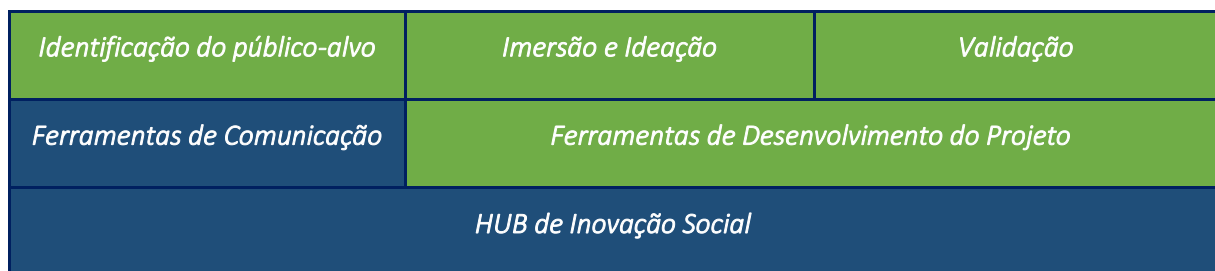 Identificação do público-alvo
Imersão e Ideação
Validação
Ferramentas de Comunicação
Ferramentas de Desenvolvimento do Projeto
HUB de Inovação Social